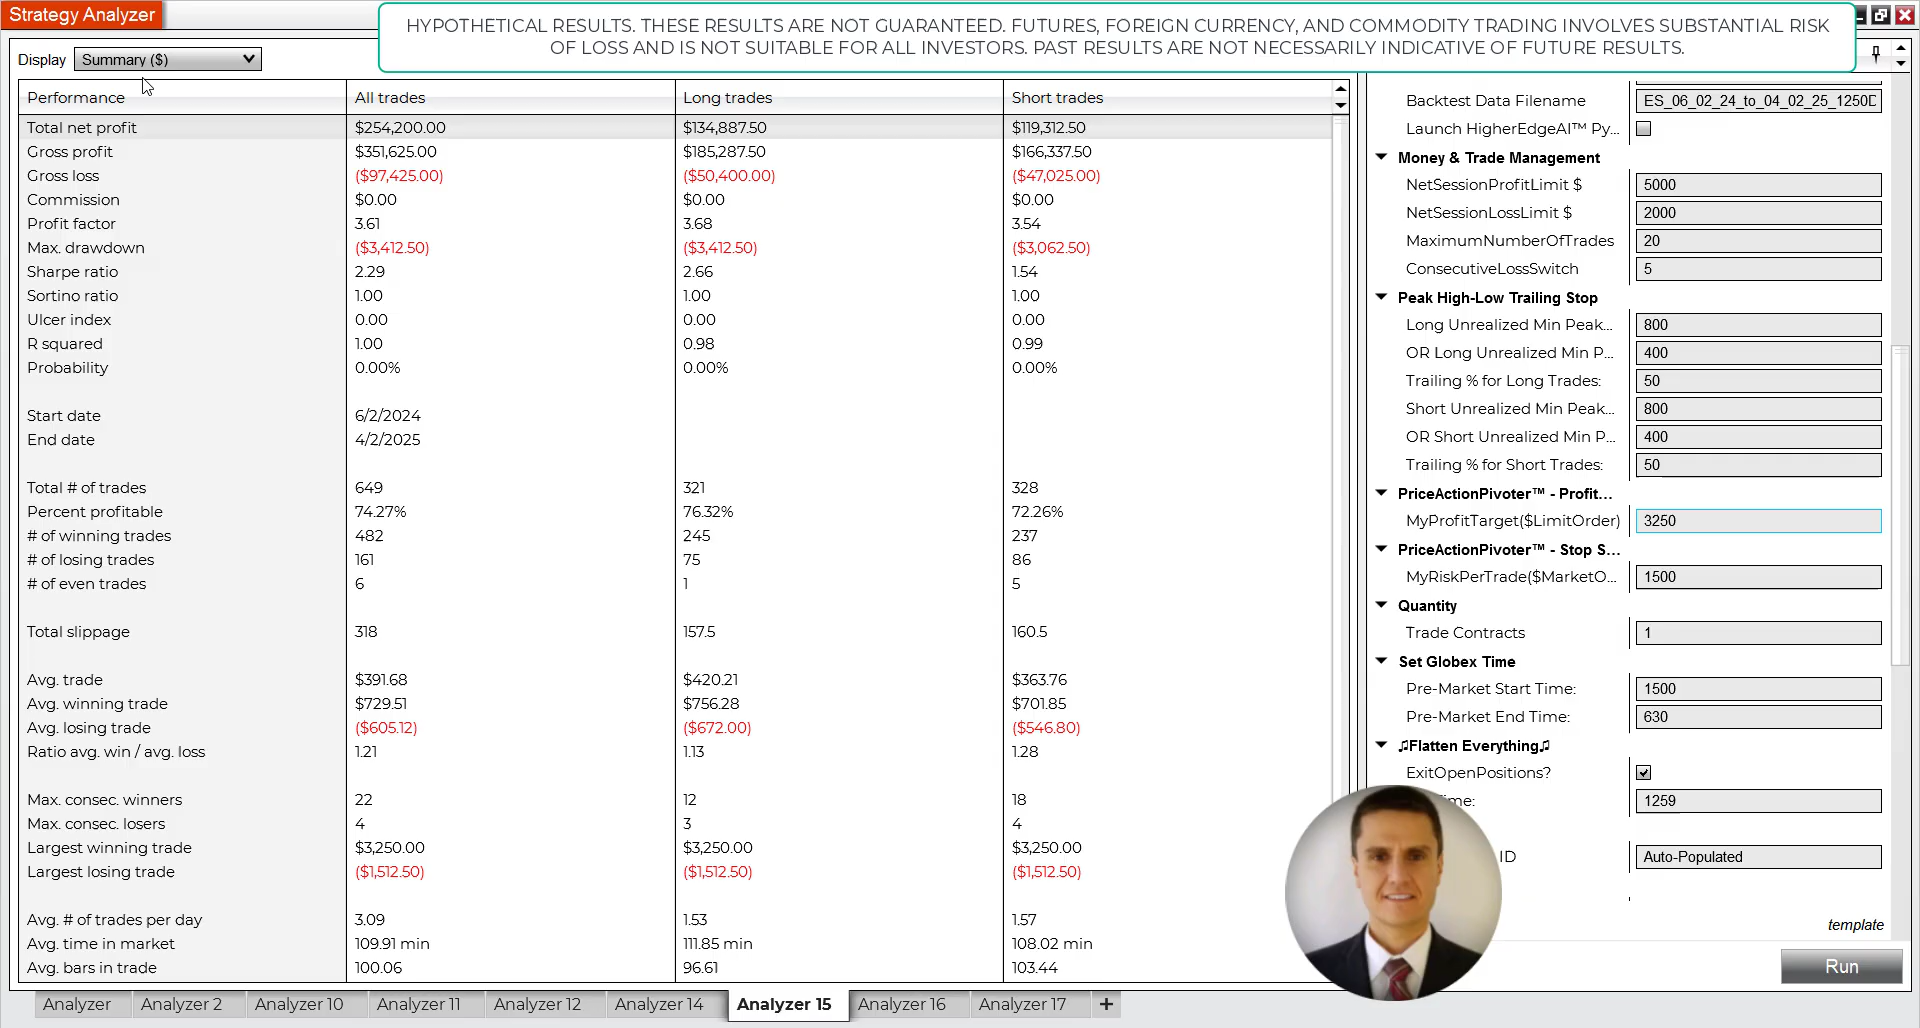 Strategy Analyzer
HYPOTHETICAL RESULTS. THESE RESULTS ARE NOT GUARANTEED. FUTURES, FOREIGN CURRENCY, AND COMMODITY TRADING INVOLVES SUBSTANTIAL RISK
OF LOSS AND IS NOT SUITABLE FOR ALL INVESTORS. PAST RESULTS ARE NOT NECESSARILY INDICATIVE OF FUTURE RESULTS.
Display Summary ($)
Performance All trades Long trades Short trades
Total net profit $254,200.00 $134,887.50 $119,312.50
Gross profit $351,625.00 $185,287.50 $166,337.50
Gross loss ($97,425.00) ($50,400.00) ($47,025.00)
Commission $0.00 $0.00 $0.00
Profit factor 3.61 3.68 3.54
Max. drawdown ($3,412.50) ($3,412.50) ($3,062.50)
Sharpe ratio 2.29 2.66 1.54
Sortino ratio 1.00 1.00 1.00
Ulcer index 0.00 0.00 0.00
R squared 1.00 0.98 0.99
Probability 0.00% 0.00% 0.00%
Start date 6/2/2024
End date 4/2/2025
Total # of trades 649 321 328
Percent profitable 74.27% 76.32% 72.26%
# of winning trades 482 245 237
# of losing trades 161 75 86
# of even trades 6 1 5
Total slippage 318 157.5 160.5
Avg. trade $391.68 $420.21 $363.76
Avg. winning trade $729.51 $756.28 $701.85
Avg. losing trade ($605.12) ($672.00) ($546.80)
Ratio avg. win / avg. loss 1.21 1.13 1.28
Max. consec. winners 22 12 18
Max. consec. losers 4 3 4
Largest winning trade $3,250.00 $3,250.00 $3,250.00
Largest losing trade ($1,512.50) ($1,512.50) ($1,512.50)
Avg. # of trades per day 3.09 1.53 1.57
Avg. time in market 109.91 min 111.85 min 108.02 min
Avg. bars in trade 100.06 96.61 103.44
Backtest Data Filename ES_06_02_24_to_04_02_25_1250D
Launch HigherEdgeAI™ Py...
Money & Trade Management
NetSessionProfitLimit $ 5000
NetSessionLossLimit $ 2000
MaximumNumberOfTrades 20
ConsecutiveLossSwitch 5
Peak High-Low Trailing Stop
Long Unrealized Min Peak... 800
OR Long Unrealized Min P... 400
Trailing % for Long Trades: 50
Short Unrealized Min Peak... 800
OR Short Unrealized Min P... 400
Trailing % for Short Trades: 50
PriceActionPivoter™ - Profit...
MyProfitTarget($LimitOrder) 3250
PriceActionPivoter™ - Stop S...
MyRiskPerTrade($MarketO... 1500
Quantity
Trade Contracts 1
Set Globex Time
Pre-Market Start Time: 1500
Pre-Market End Time: 630
♫Flatten Everything♫
ExitOpenPositions?
1259
ID Auto-Populated
template
Run
Analyzer Analyzer 2 Analyzer 10 Analyzer 11 Analyzer 12 Analyzer 14 Analyzer 15 Analyzer 16 Analyzer 17 +